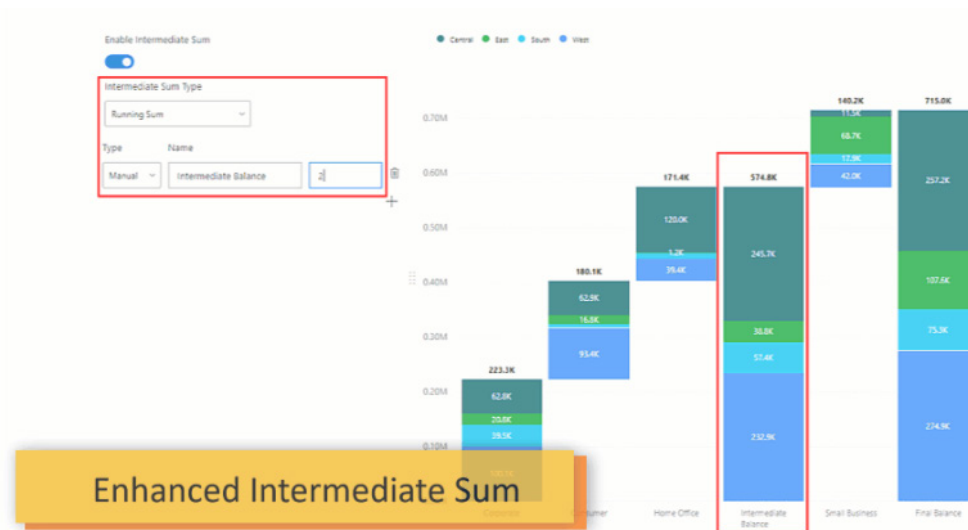 Enable Intermediate Sum
Intermediate Sum Type
Running Sum
Type Name
Manual Intermediate Balance 2
Central East South West
0.70M
0.60M
0.50M
0.40M
0.30M
0.20M
0.10M
223.3K
62.8K
20.8K
39.5K
180.1K
62.9K
16.8K
93.4K
171.4K
120.0K
1.2K
39.4K
574.8K
245.7K
38.8K
57.4K
232.9K
140.2K
11.5K
68.7K
17.9K
42.0K
715.0K
257.2K
107.6K
75.3K
274.9K
Home Office
Intermediate
Balance
Small Business
Final Balance
Enhanced Intermediate Sum